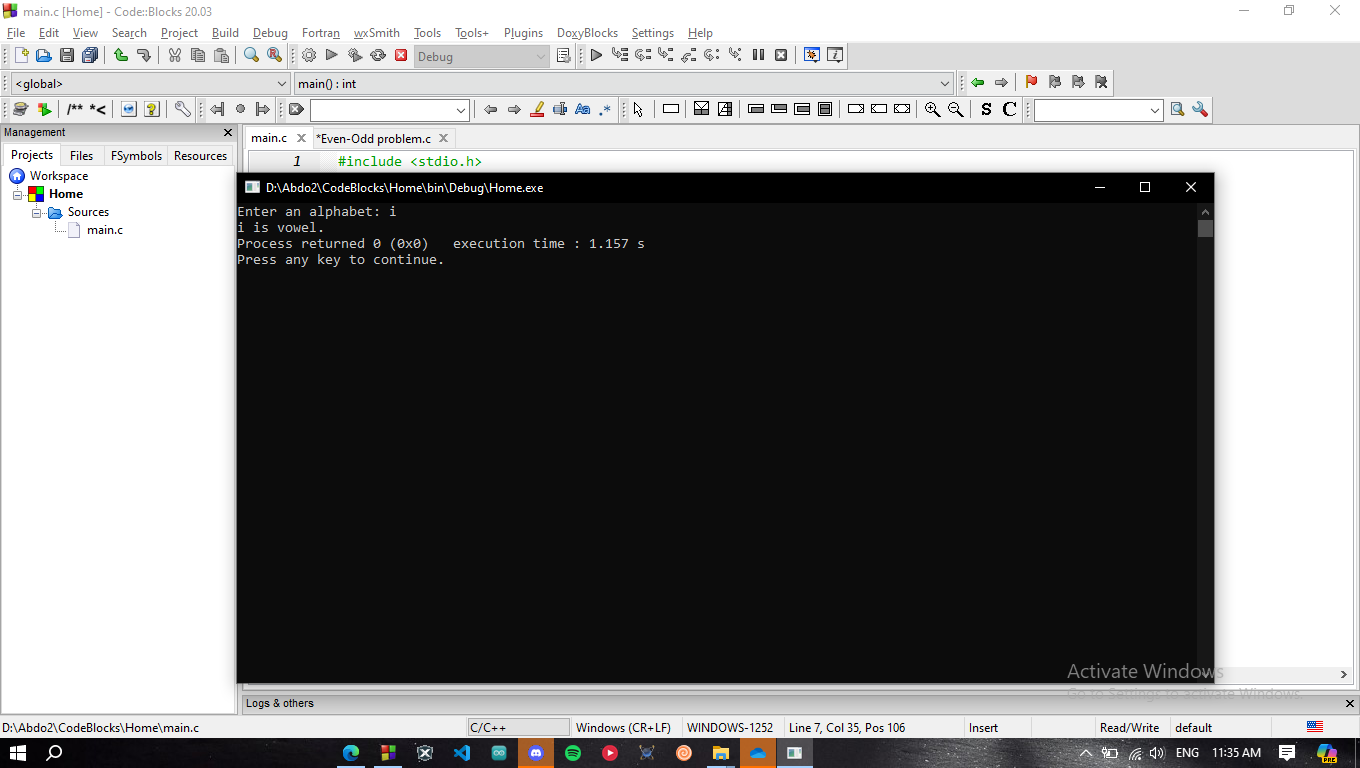 main.c [Home] - Code::Blocks 20.03
File Edit View Search Project Build Debug Fortran wxSmith Tools Tools+ Plugins DoxyBlocks Settings Help
Debug
<global> main() : int
/** *< Aa .* S C
Management
main.c *Even-Odd problem.c
Projects Files FSymbols Resources
1 #include <stdio.h>
Workspace
Home
Sources
main.c
D:\Abdo2\CodeBlocks\Home\bin\Debug\Home.exe
Enter an alphabet: i
i is vowel.
Process returned 0 (0x0)   execution time : 1.157 s
Press any key to continue.
Activate Windows
Go to Settings to activate Windows.
Logs & others
D:\Abdo2\CodeBlocks\Home\main.c C/C++ Windows (CR+LF) WINDOWS-1252 Line 7, Col 35, Pos 106 Insert Read/Write default
ENG 11:35 AM PRE